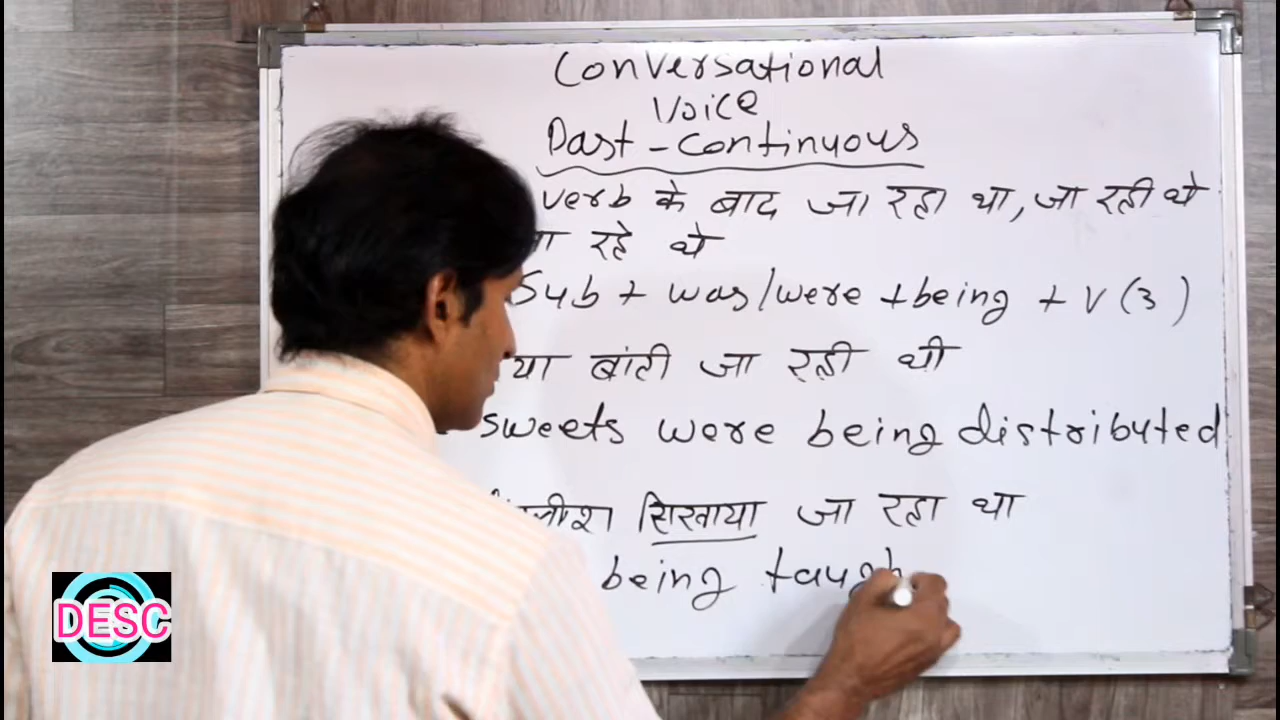 Conversational
Voice
Past - Continuous
verb के बाद जा रहा था, जा रही थे
रहे थे
Sub + was/were + being + V (3)
बांटी जा रही थी
sweets were being distributed
सिखाया जा रहा था
being taugh
DESC